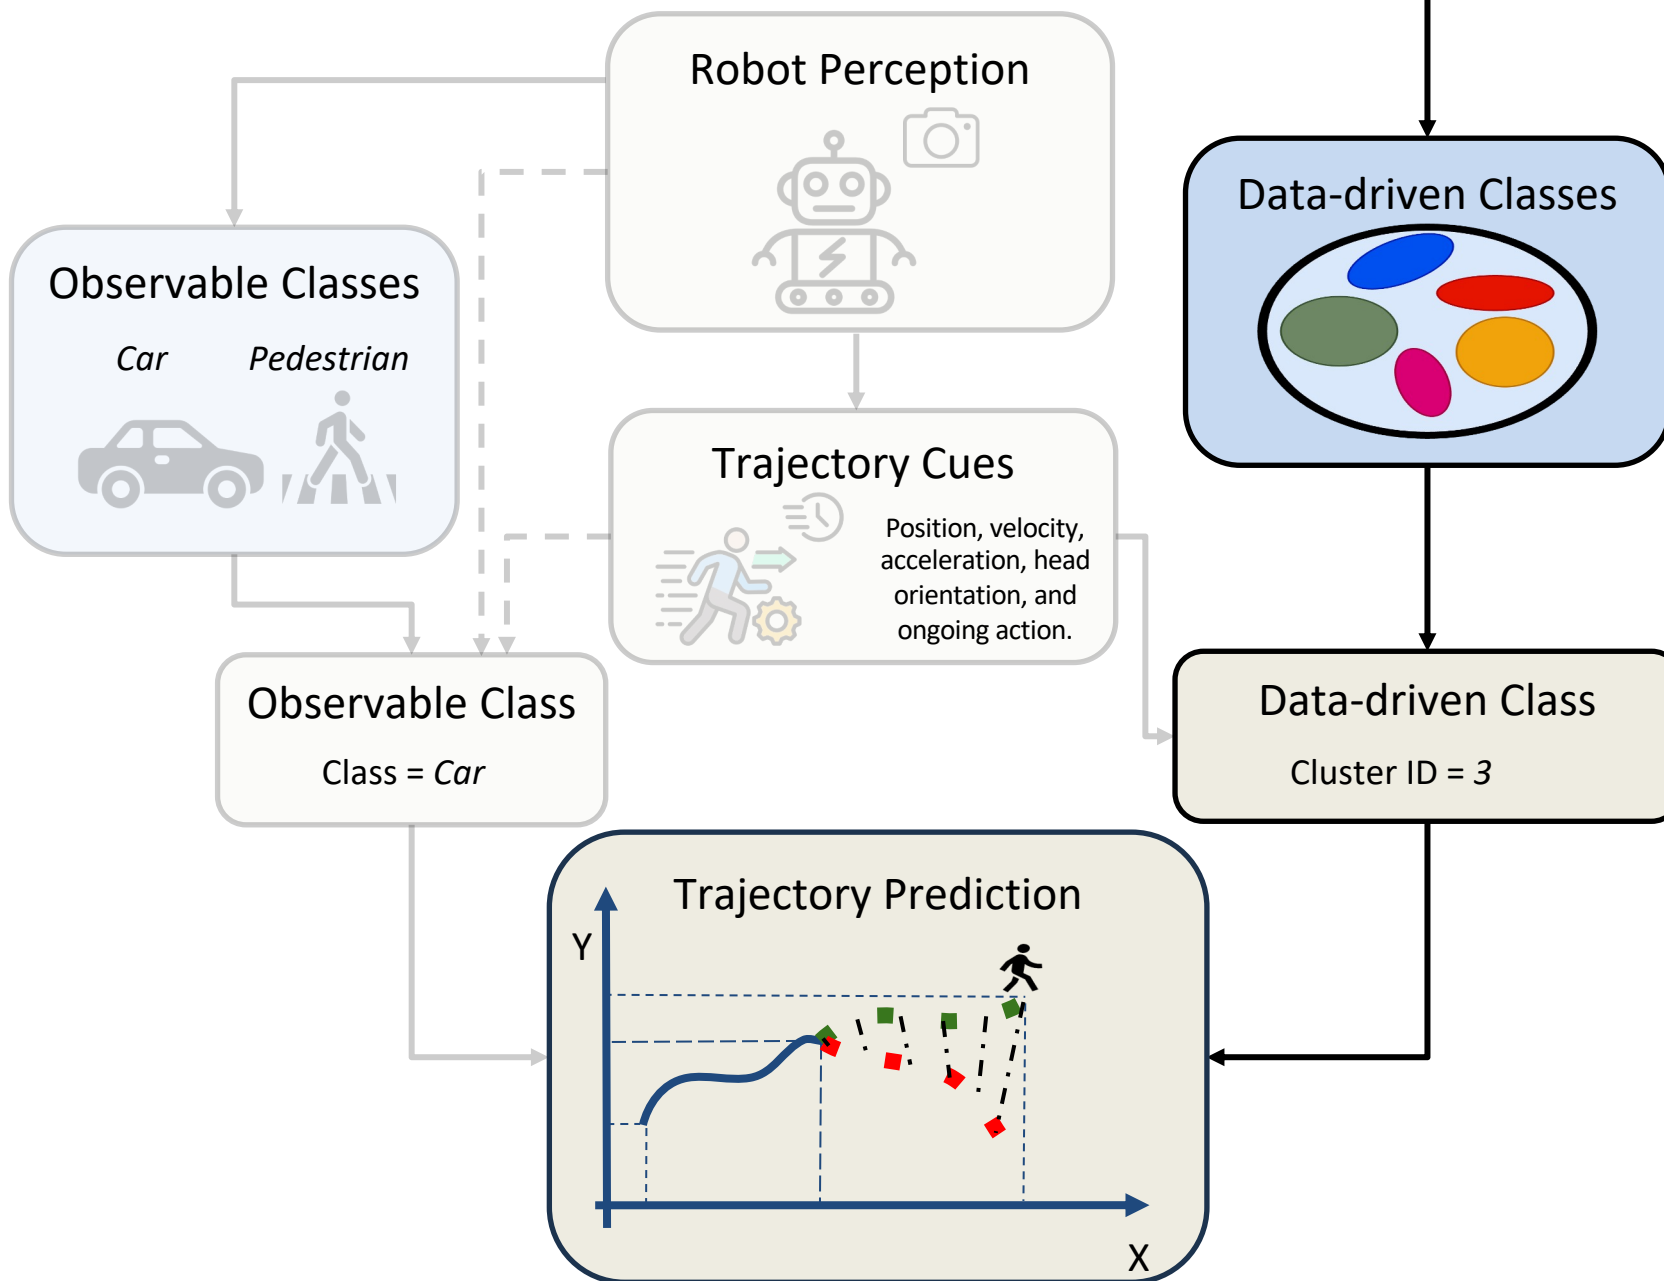 Robot Perception
Data-driven Classes
Observable Classes
Car
Pedestrian
Trajectory Cues
Position, velocity,
acceleration, head
orientation, and
ongoing action.
Observable Class
Class = Car
Data-driven Class
Cluster ID = 3
Trajectory Prediction
Y
X